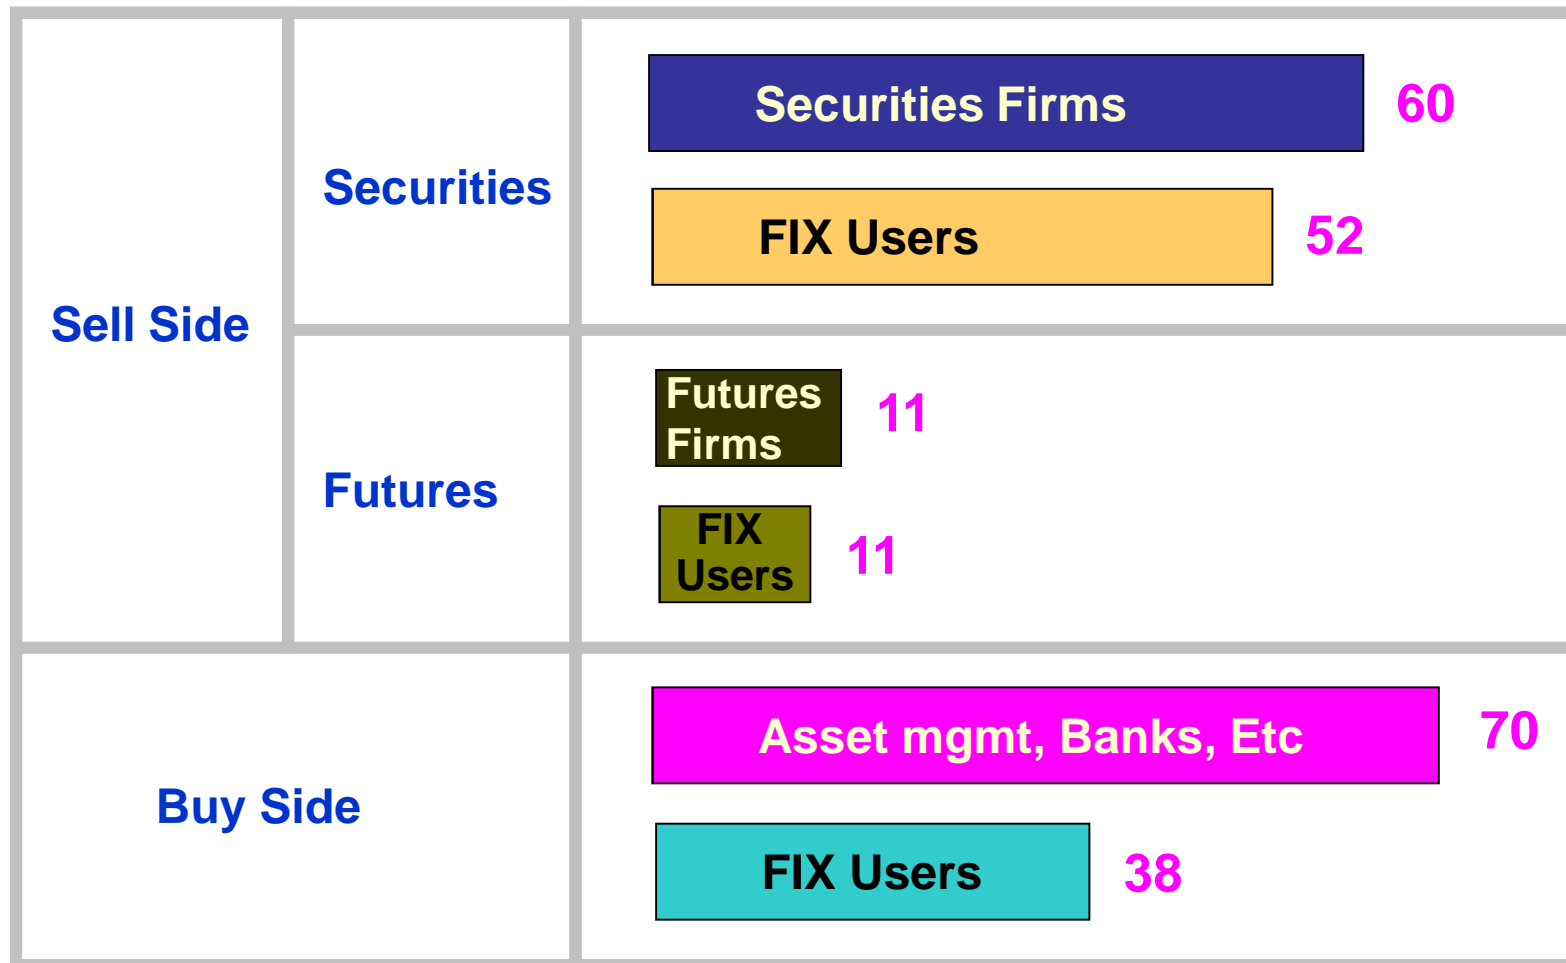 Sell Side
Securities
Securities Firms 60
FIX Users 52
Futures
Futures
Firms
11
FIX
Users
11
Buy Side
Asset mgmt, Banks, Etc 70
FIX Users 38